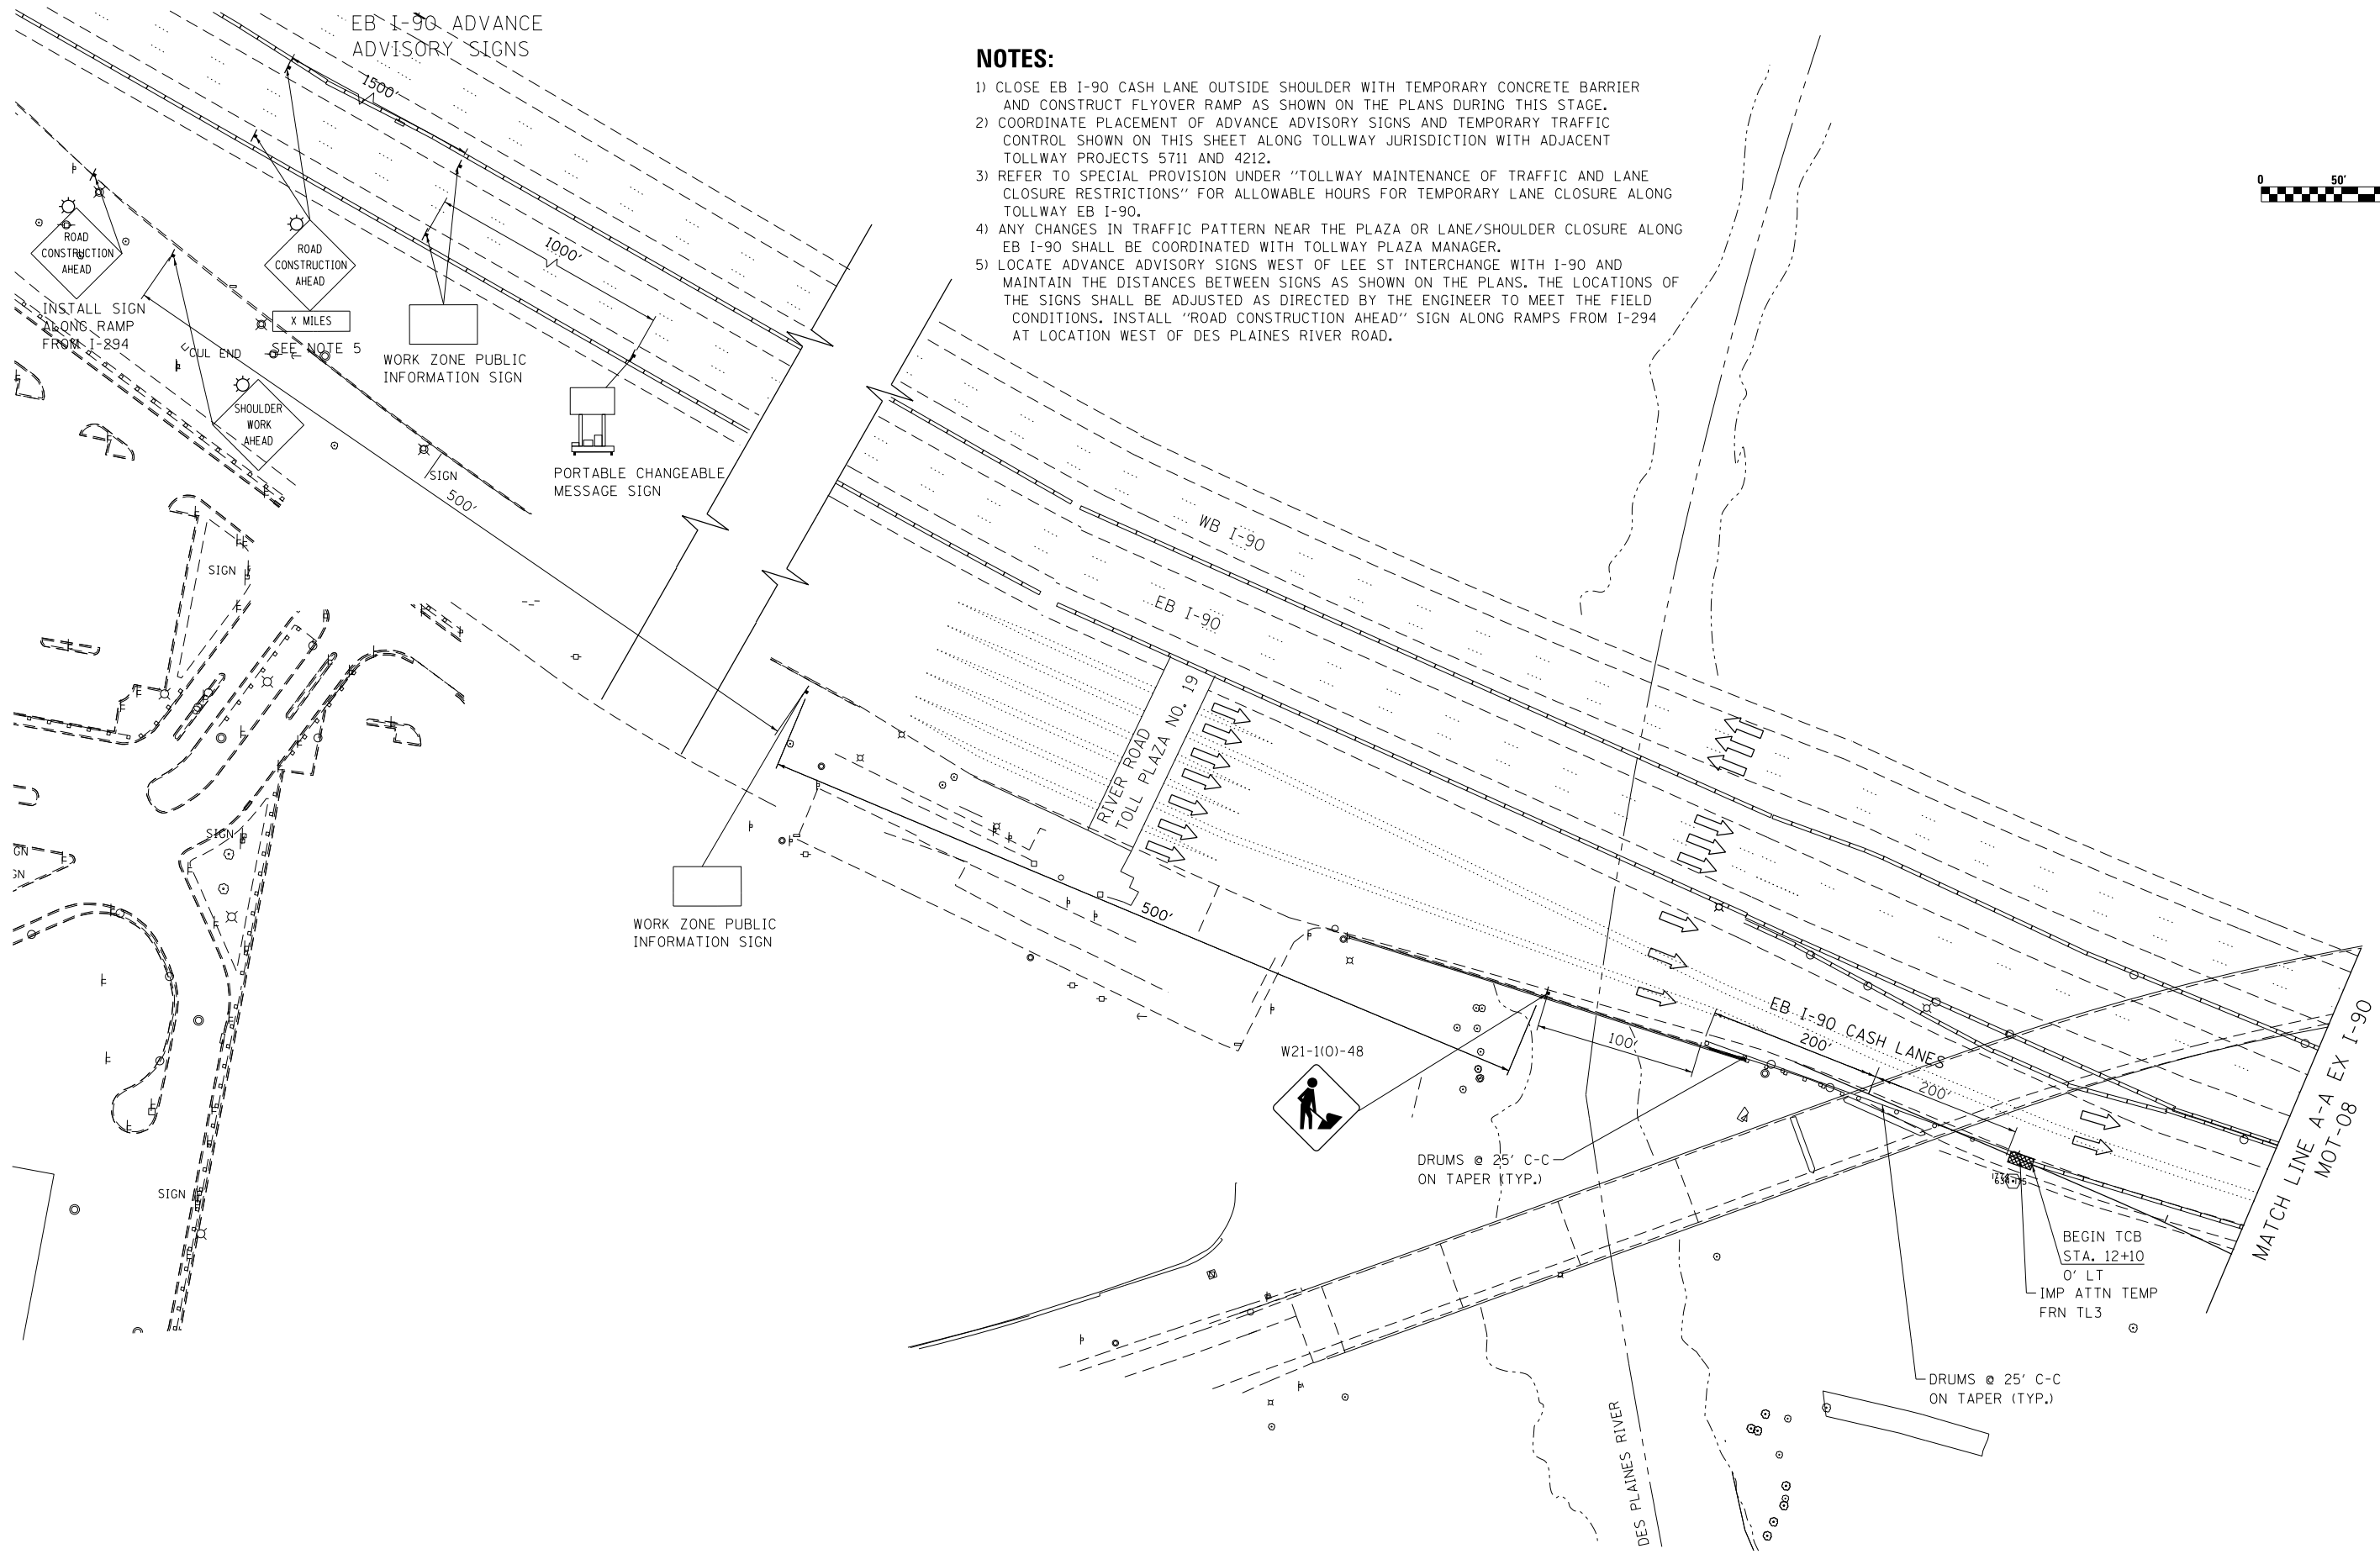 EB I-90 ADVANCE
ADVISORY SIGNS
1500'
1000'
NOTES:
1) CLOSE EB I-90 CASH LANE OUTSIDE SHOULDER WITH TEMPORARY CONCRETE BARRIER
AND CONSTRUCT FLYOVER RAMP AS SHOWN ON THE PLANS DURING THIS STAGE.
2) COORDINATE PLACEMENT OF ADVANCE ADVISORY SIGNS AND TEMPORARY TRAFFIC
CONTROL SHOWN ON THIS SHEET ALONG TOLLWAY JURISDICTION WITH ADJACENT
TOLLWAY PROJECTS 5711 AND 4212.
3) REFER TO SPECIAL PROVISION UNDER "TOLLWAY MAINTENANCE OF TRAFFIC AND LANE
CLOSURE RESTRICTIONS" FOR ALLOWABLE HOURS FOR TEMPORARY LANE CLOSURE ALONG
TOLLWAY EB I-90.
4) ANY CHANGES IN TRAFFIC PATTERN NEAR THE PLAZA OR LANE/SHOULDER CLOSURE ALONG
EB I-90 SHALL BE COORDINATED WITH TOLLWAY PLAZA MANAGER.
5) LOCATE ADVANCE ADVISORY SIGNS WEST OF LEE ST INTERCHANGE WITH I-90 AND
MAINTAIN THE DISTANCES BETWEEN SIGNS AS SHOWN ON THE PLANS. THE LOCATIONS OF
THE SIGNS SHALL BE ADJUSTED AS DIRECTED BY THE ENGINEER TO MEET THE FIELD
CONDITIONS. INSTALL "ROAD CONSTRUCTION AHEAD" SIGN ALONG RAMPS FROM I-294
AT LOCATION WEST OF DES PLAINES RIVER ROAD.
0 50'
ROAD
CONSTRUCTION
AHEAD
INSTALL SIGN
ALONG RAMP
FROM I-294
ROAD
CONSTRUCTION
AHEAD
X MILES
SEE NOTE 5
CUL END
WORK ZONE PUBLIC
INFORMATION SIGN
SHOULDER
WORK
AHEAD
PORTABLE CHANGEABLE
MESSAGE SIGN
SIGN
500'
SIGN
WB I-90
EB I-90
RIVER ROAD
TOLL PLAZA NO. 19
SIGN
GN
GN
WORK ZONE PUBLIC
INFORMATION SIGN
500'
EB I-90 CASH LANES
100'
200'
200'
W21-1(O)-48
DRUMS @ 25' C-C
ON TAPER (TYP.)
SIGN
BEGIN TCB
STA. 12+10
0' LT
IMP ATTN TEMP
FRN TL3
DRUMS @ 25' C-C
ON TAPER (TYP.)
MATCH LINE A-A EX I-90
MOT-08
DES PLAINES RIVER